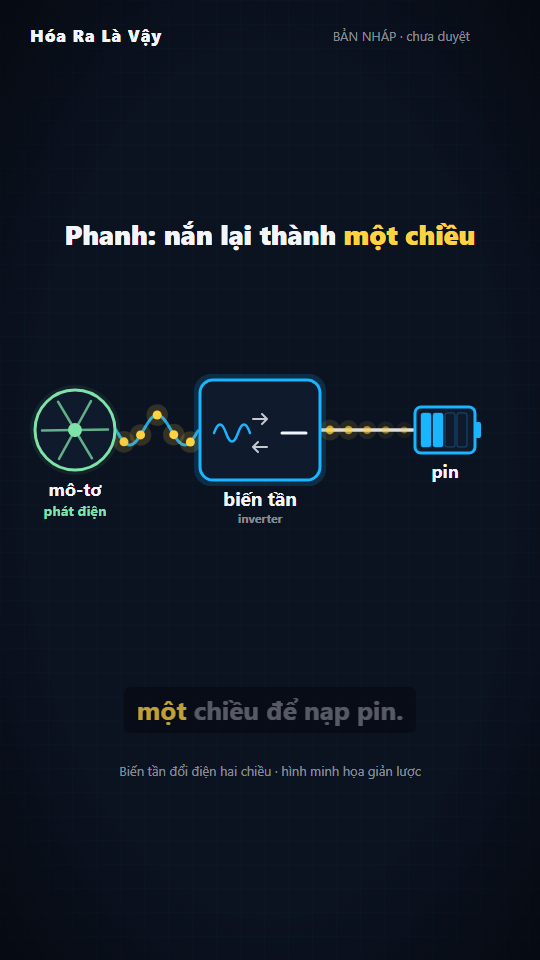 Hóa Ra Là Vậy
BẢN NHÁP · chưa duyệt
Phanh: nắn lại thành một chiều
mô-tơ
phát điện
biến tần
inverter
pin
một chiều để nạp pin.
Biến tần đổi điện hai chiều · hình minh họa giản lược